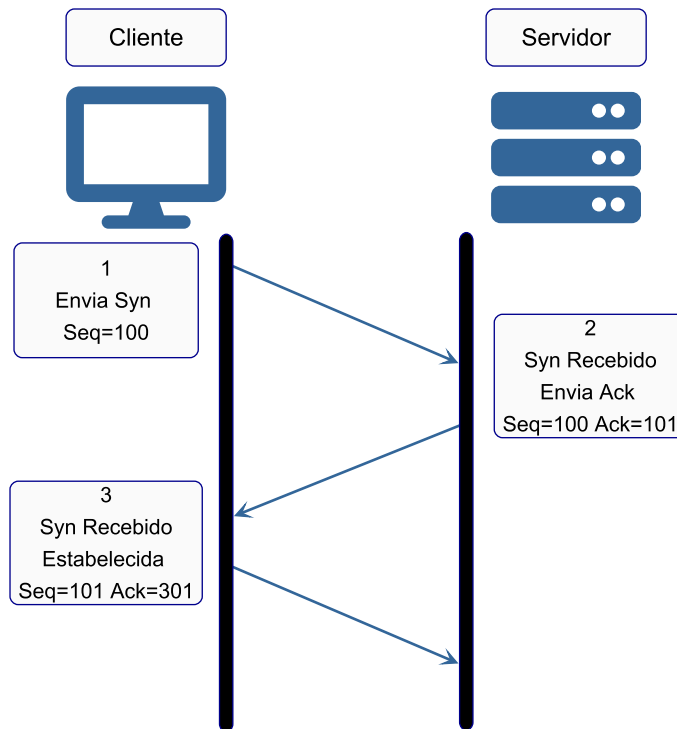 Cliente
Servidor
1
Envia Syn
Seq=100
2
Syn Recebido
Envia Ack
Seq=100 Ack=101
3
Syn Recebido
Estabelecida
Seq=101 Ack=301